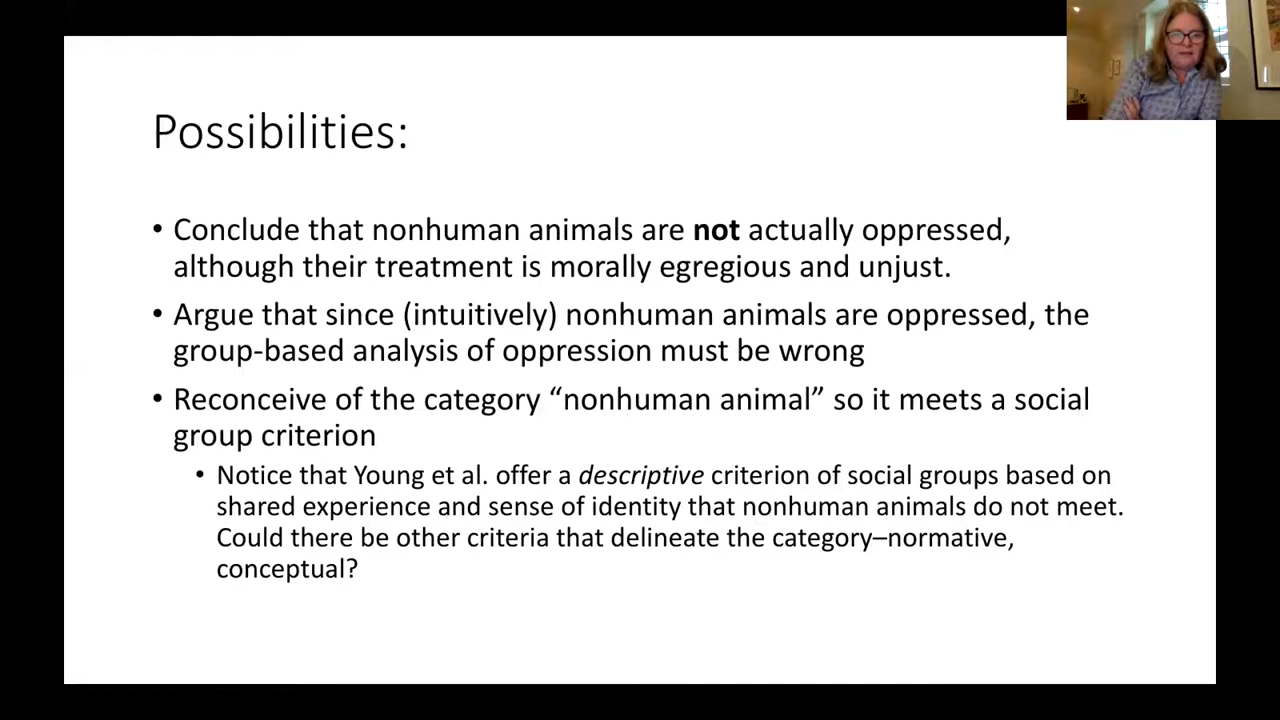 Possibilities:
• Conclude that nonhuman animals are not actually oppressed,
although their treatment is morally egregious and unjust.
• Argue that since (intuitively) nonhuman animals are oppressed, the
group-based analysis of oppression must be wrong
• Reconceive of the category “nonhuman animal” so it meets a social
group criterion
• Notice that Young et al. offer a descriptive criterion of social groups based on
shared experience and sense of identity that nonhuman animals do not meet.
Could there be other criteria that delineate the category–normative,
conceptual?